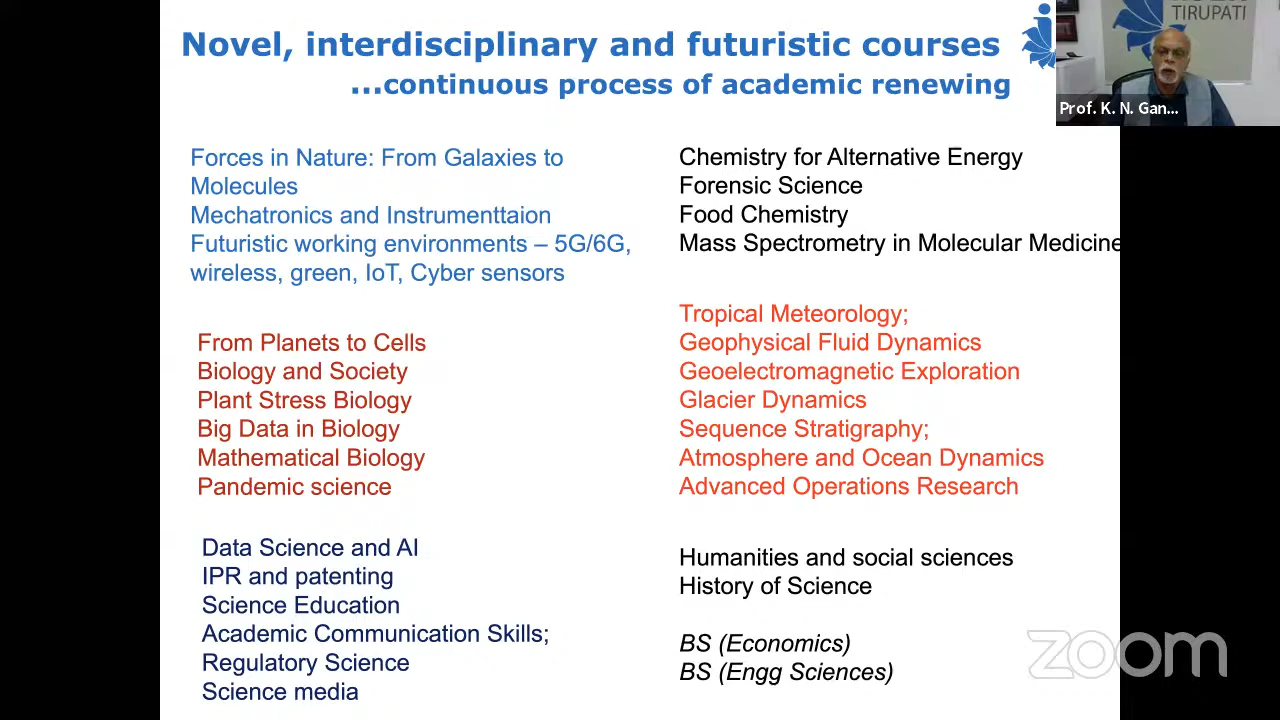 Novel, interdisciplinary and futuristic courses
...continuous process of academic renewing
TIRUPATI
Prof. K. N. Gan...
Forces in Nature: From Galaxies to
Molecules
Mechatronics and Instrumenttaion
Futuristic working environments – 5G/6G,
wireless, green, IoT, Cyber sensors
From Planets to Cells
Biology and Society
Plant Stress Biology
Big Data in Biology
Mathematical Biology
Pandemic science
Data Science and AI
IPR and patenting
Science Education
Academic Communication Skills;
Regulatory Science
Science media
Chemistry for Alternative Energy
Forensic Science
Food Chemistry
Mass Spectrometry in Molecular Medicine
Tropical Meteorology;
Geophysical Fluid Dynamics
Geoelectromagnetic Exploration
Glacier Dynamics
Sequence Stratigraphy;
Atmosphere and Ocean Dynamics
Advanced Operations Research
Humanities and social sciences
History of Science
BS (Economics)
BS (Engg Sciences)
zoom